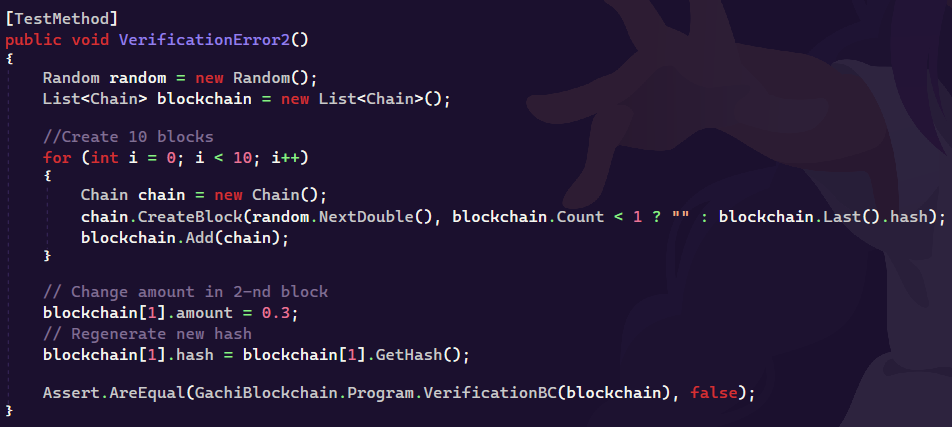 [TestMethod]
public void VerificationError2()
{
Random random = new Random();
List<Chain> blockchain = new List<Chain>();
//Create 10 blocks
for (int i = 0; i < 10; i++)
{
Chain chain = new Chain();
chain.CreateBlock(random.NextDouble(), blockchain.Count < 1 ? "" : blockchain.Last().hash);
blockchain.Add(chain);
}
// Change amount in 2-nd block
blockchain[1].amount = 0.3;
// Regenerate new hash
blockchain[1].hash = blockchain[1].GetHash();
Assert.AreEqual(GachiBlockchain.Program.VerificationBC(blockchain), false);
}